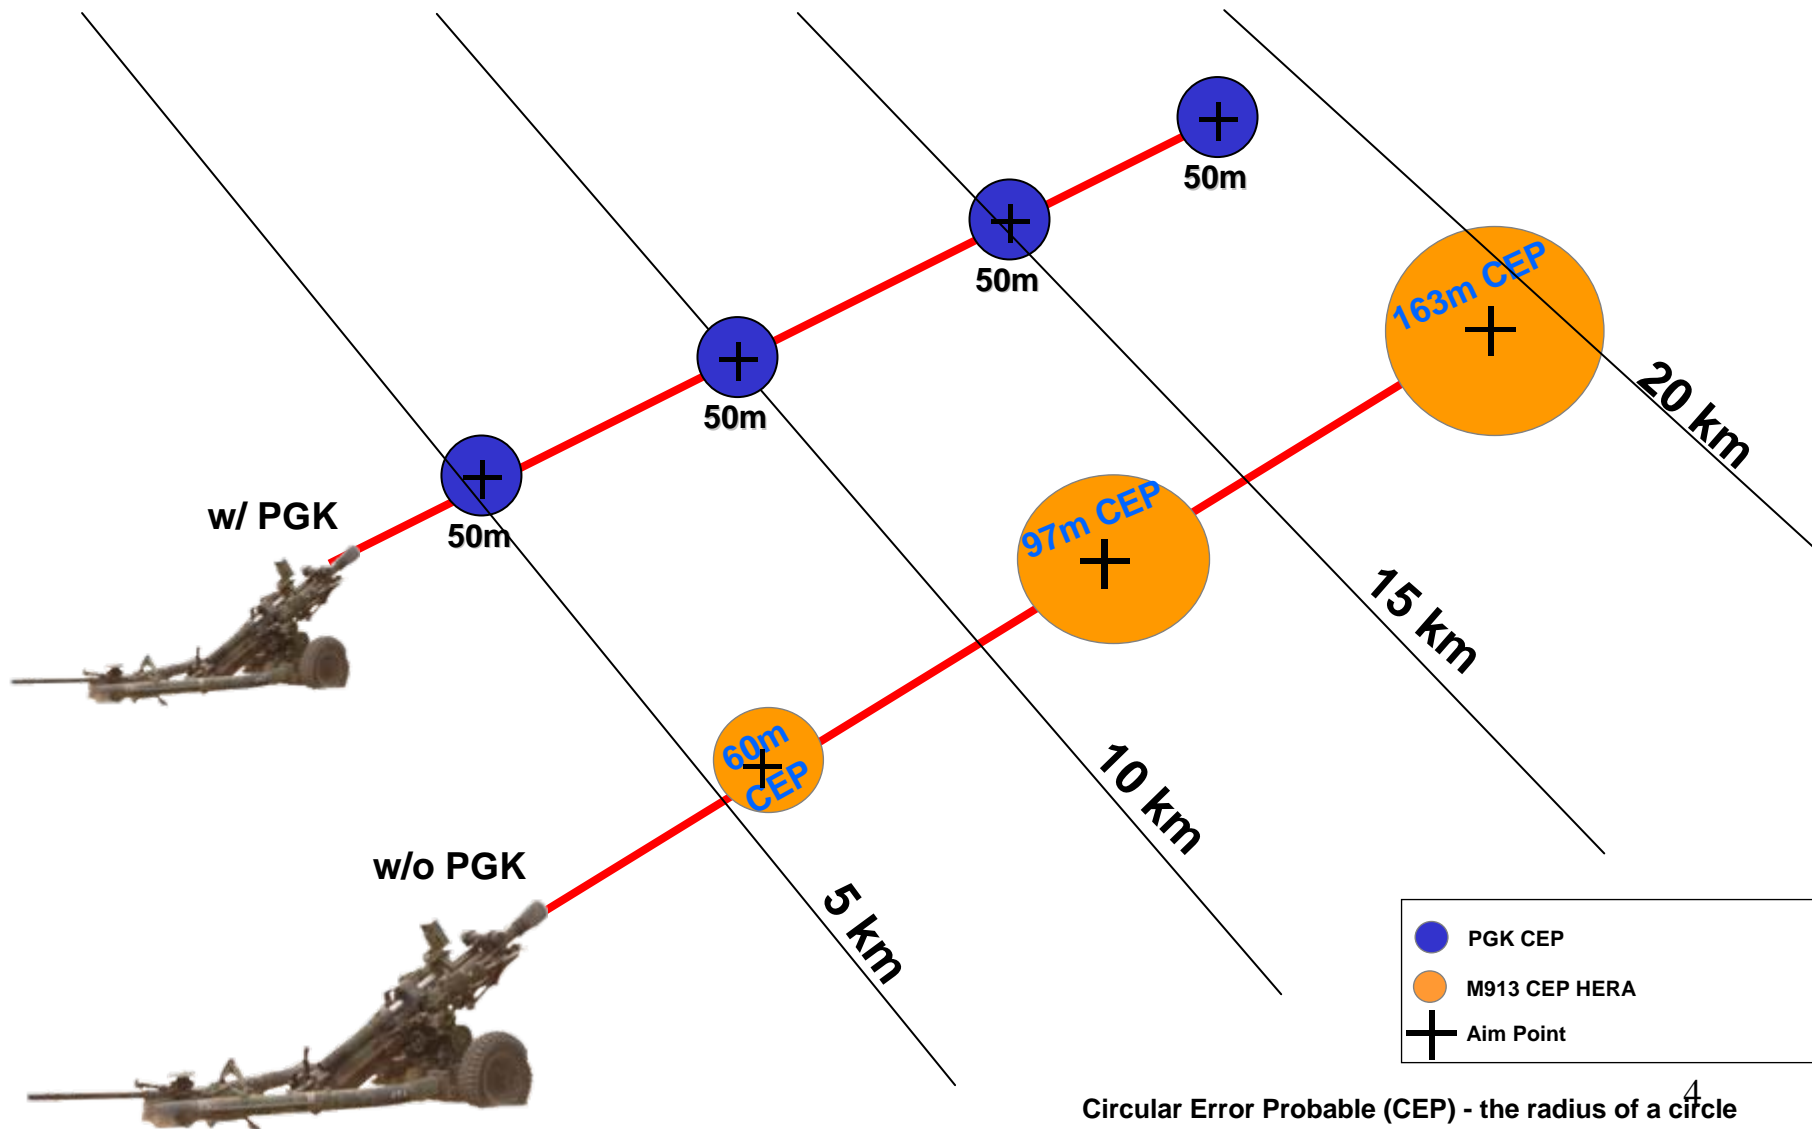 50m
50m
163m CEP
50m
20 km
50m
97m CEP
w/ PGK
50m
15 km
60m
CEP
10 km
w/o PGK
5 km
PGK CEP
M913 CEP HERA
Aim Point
4
Circular Error Probable (CEP) - the radius of a circle